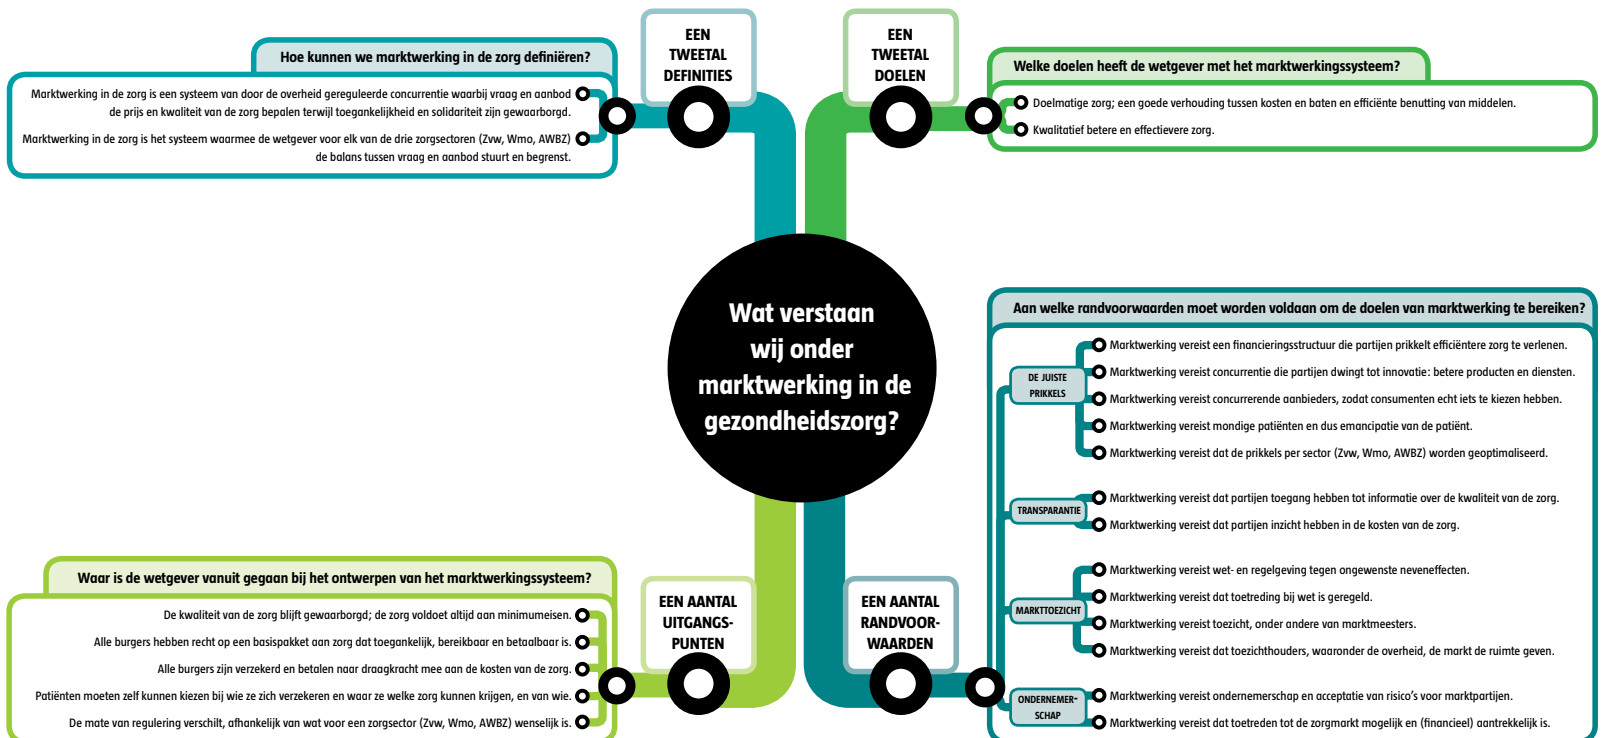 EEN
TWEETAL
DEFINITIES
Hoe kunnen we marktwerking in de zorg definiëren?
Marktwerking in de zorg is een systeem van door de overheid gereguleerde concurrentie waarbij vraag en aanbod
de prijs en kwaliteit van de zorg bepalen terwijl toegankelijkheid en solidariteit zijn gewaarborgd.
Marktwerking in de zorg is het systeem waarmee de wetgever voor elk van de drie zorgsectoren (Zvw, Wmo, AWBZ)
de balans tussen vraag en aanbod stuurt en begrenst.
EEN
TWEETAL
DOELEN
Welke doelen heeft de wetgever met het marktwerkingssysteem?
Doelmatige zorg; een goede verhouding tussen kosten en baten en efficiënte benutting van middelen.
Kwalitatief betere en effectievere zorg.
Wat verstaan
wij onder
marktwerking in de
gezondheidszorg?
Waar is de wetgever vanuit gegaan bij het ontwerpen van het marktwerkingssysteem?
EEN AANTAL
UITGANGS-
PUNTEN
De kwaliteit van de zorg blijft gewaarborgd; de zorg voldoet altijd aan minimumeisen.
Alle burgers hebben recht op een basispakket aan zorg dat toegankelijk, bereikbaar en betaalbaar is.
Alle burgers zijn verzekerd en betalen naar draagkracht mee aan de kosten van de zorg.
Patiënten moeten zelf kunnen kiezen bij wie ze zich verzekeren en waar ze welke zorg kunnen krijgen, en van wie.
De mate van regulering verschilt, afhankelijk van wat voor een zorgsector (Zvw, Wmo, AWBZ) wenselijk is.
EEN AANTAL
RANDVOOR-
WAARDEN
Aan welke randvoorwaarden moet worden voldaan om de doelen van marktwerking te bereiken?
DE JUISTE
PRIKKELS
Marktwerking vereist een financieringsstructuur die partijen prikkelt efficiëntere zorg te verlenen.
Marktwerking vereist concurrentie die partijen dwingt tot innovatie: betere producten en diensten.
Marktwerking vereist concurrerende aanbieders, zodat consumenten echt iets te kiezen hebben.
Marktwerking vereist mondige patiënten en dus emancipatie van de patiënt.
Marktwerking vereist dat de prikkels per sector (Zvw, Wmo, AWBZ) worden geoptimaliseerd.
TRANSPARANTIE
Marktwerking vereist dat partijen toegang hebben tot informatie over de kwaliteit van de zorg.
Marktwerking vereist dat partijen inzicht hebben in de kosten van de zorg.
MARKTTOEZICHT
Marktwerking vereist wet- en regelgeving tegen ongewenste neveneffecten.
Marktwerking vereist dat toetreding bij wet is geregeld.
Marktwerking vereist toezicht, onder andere van marktmeesters.
Marktwerking vereist dat toezichthouders, waaronder de overheid, de markt de ruimte geven.
ONDERNEMER-
SCHAP
Marktwerking vereist ondernemerschap en acceptatie van risico's voor marktpartijen.
Marktwerking vereist dat toetreden tot de zorgmarkt mogelijk en (financieel) aantrekkelijk is.